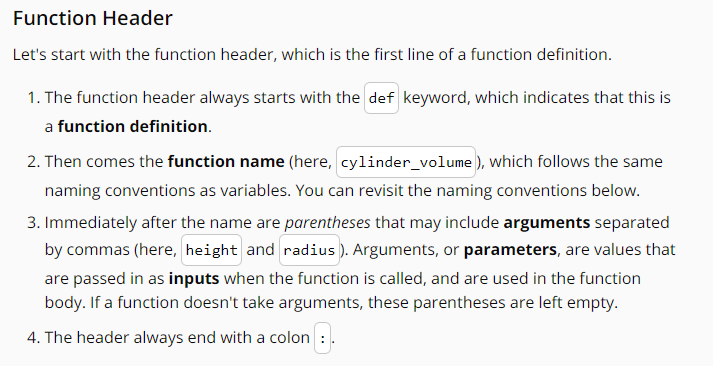 Function Header
Let's start with the function header, which is the first line of a function definition.
1. The function header always starts with the def keyword, which indicates that this is
a function definition.
2. Then comes the function name (here, cylinder_volume), which follows the same
naming conventions as variables. You can revisit the naming conventions below.
3. Immediately after the name are parentheses that may include arguments separated
by commas (here, height and radius). Arguments, or parameters, are values that
are passed in as inputs when the function is called, and are used in the function
body. If a function doesn't take arguments, these parentheses are left empty.
4. The header always end with a colon :.